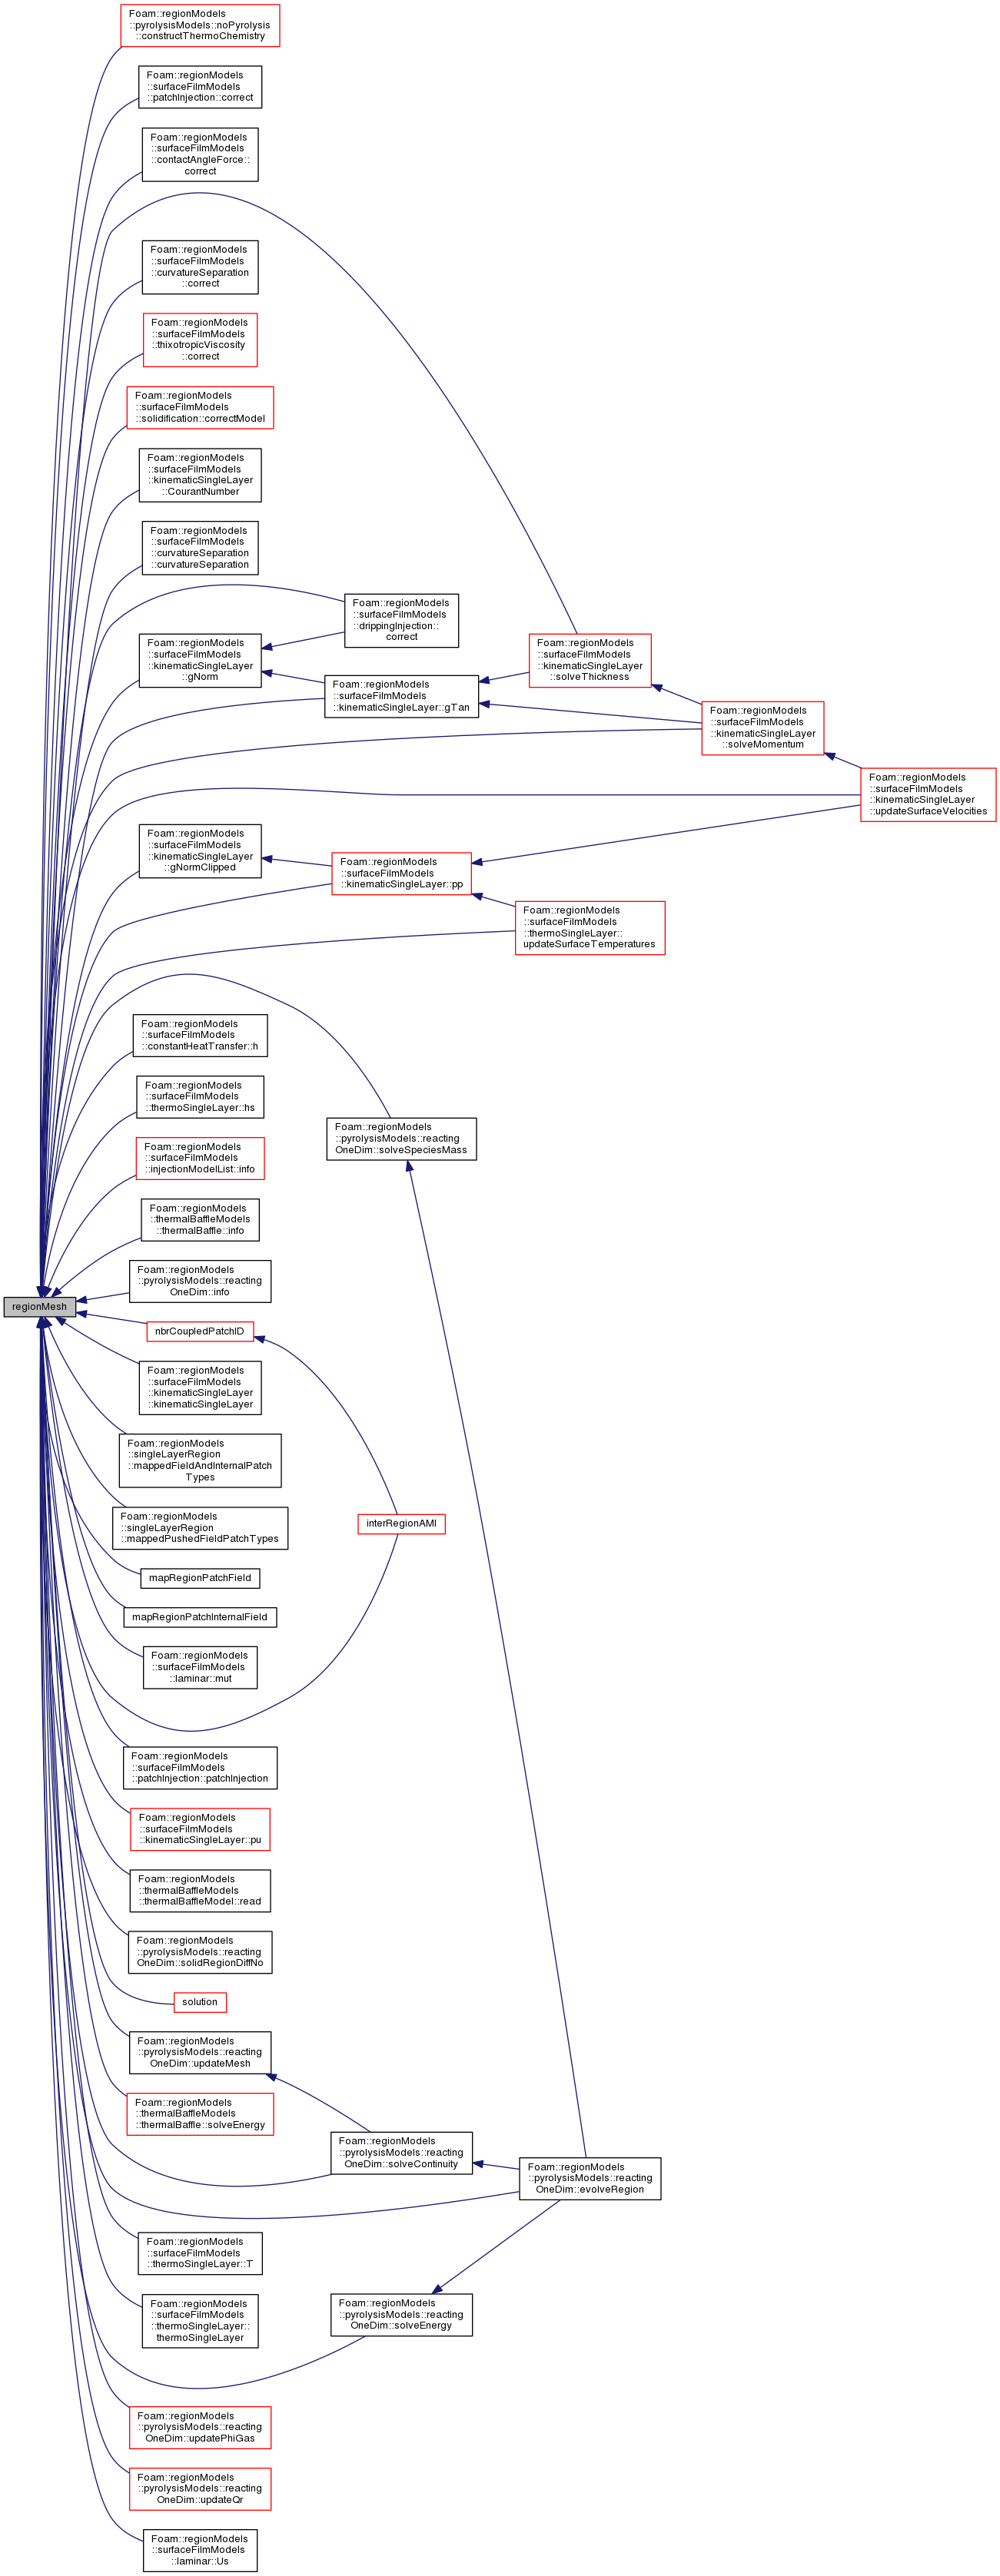 Foam::regionModels
::pyrolysisModels::noPyrolysis
::constructThermoChemistry
Foam::regionModels
::surfaceFilmModels
::patchInjection::correct
Foam::regionModels
::surfaceFilmModels
::contactAngleForce::
correct
Foam::regionModels
::surfaceFilmModels
::curvatureSeparation
::correct
Foam::regionModels
::surfaceFilmModels
::thixotropicViscosity
::correct
Foam::regionModels
::surfaceFilmModels
::solidification::correctModel
Foam::regionModels
::surfaceFilmModels
::kinematicSingleLayer
::CourantNumber
Foam::regionModels
::surfaceFilmModels
::curvatureSeparation
::curvatureSeparation
Foam::regionModels
::surfaceFilmModels
::drippingInjection::
correct
Foam::regionModels
::surfaceFilmModels
::kinematicSingleLayer
::gNorm
Foam::regionModels
::surfaceFilmModels
::kinematicSingleLayer::gTan
Foam::regionModels
::surfaceFilmModels
::kinematicSingleLayer
::solveThickness
Foam::regionModels
::surfaceFilmModels
::kinematicSingleLayer
::solveMomentum
Foam::regionModels
::surfaceFilmModels
::kinematicSingleLayer
::updateSurfaceVelocities
Foam::regionModels
::surfaceFilmModels
::kinematicSingleLayer
::gNormClipped
Foam::regionModels
::surfaceFilmModels
::kinematicSingleLayer::pp
Foam::regionModels
::surfaceFilmModels
::thermoSingleLayer::
updateSurfaceTemperatures
Foam::regionModels
::surfaceFilmModels
::constantHeatTransfer::h
Foam::regionModels
::surfaceFilmModels
::thermoSingleLayer::hs
Foam::regionModels
::pyrolysisModels::reacting
OneDim::solveSpeciesMass
Foam::regionModels
::surfaceFilmModels
::injectionModelList::info
Foam::regionModels
::thermalBaffleModels
::thermalBaffle::info
Foam::regionModels
::pyrolysisModels::reacting
OneDim::info
regionMesh
nbrCoupledPatchID
Foam::regionModels
::surfaceFilmModels
::kinematicSingleLayer
::kinematicSingleLayer
Foam::regionModels
::singleLayerRegion
::mappedFieldAndInternalPatch
Types
Foam::regionModels
::singleLayerRegion
::mappedPushedFieldPatchTypes
interRegionAMI
mapRegionPatchField
mapRegionPatchInternalField
Foam::regionModels
::surfaceFilmModels
::laminar::mut
Foam::regionModels
::surfaceFilmModels
::patchInjection::patchInjection
Foam::regionModels
::surfaceFilmModels
::kinematicSingleLayer::pu
Foam::regionModels
::thermalBaffleModels
::thermalBaffleModel::read
Foam::regionModels
::pyrolysisModels::reacting
OneDim::solidRegionDiffNo
solution
Foam::regionModels
::pyrolysisModels::reacting
OneDim::updateMesh
Foam::regionModels
::thermalBaffleModels
::thermalBaffle::solveEnergy
Foam::regionModels
::pyrolysisModels::reacting
OneDim::solveContinuity
Foam::regionModels
::pyrolysisModels::reacting
OneDim::evolveRegion
Foam::regionModels
::surfaceFilmModels
::thermoSingleLayer::T
Foam::regionModels
::surfaceFilmModels
::thermoSingleLayer::
thermoSingleLayer
Foam::regionModels
::pyrolysisModels::reacting
OneDim::solveEnergy
Foam::regionModels
::pyrolysisModels::reacting
OneDim::updatePhiGas
Foam::regionModels
::pyrolysisModels::reacting
OneDim::updateQr
Foam::regionModels
::surfaceFilmModels
::laminar::Us